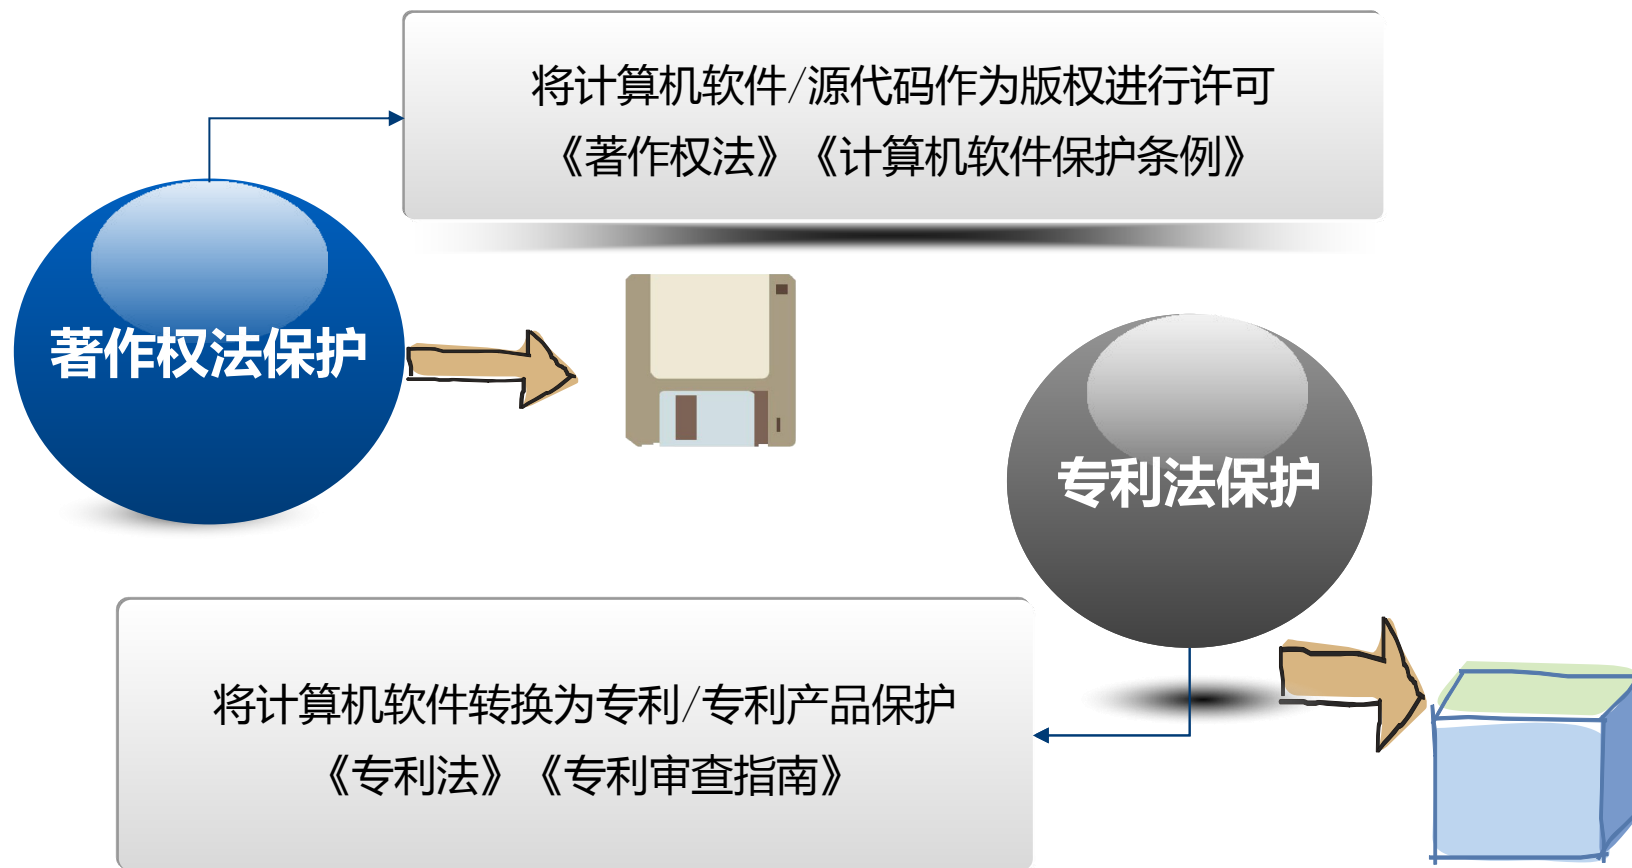 将计算机软件/源代码作为版权进行许可
《著作权法》《计算机软件保护条例》
著作权法保护
专利法保护
将计算机软件转换为专利/专利产品保护
《专利法》《专利审查指南》